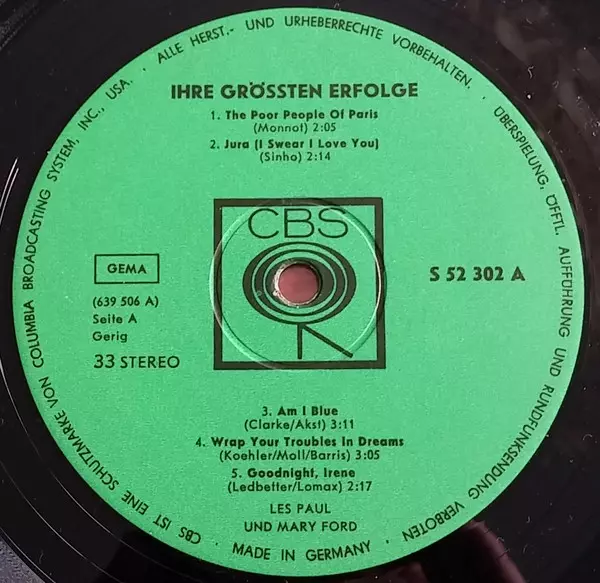 CBS IST EINE SCHUTZMARKE VON COLUMBIA BROADCASTING SYSTEM, INC., USA. · ALLE HERST.- UND URHEBERRECHTE VORBEHALTEN. · ÜBERSPIELUNG, ÖFFTL. AUFFÜHRUNG UND RUNDFUNKSENDUNG VERBOTEN · MADE IN GERMANY ·
IHRE GRÖSSTEN ERFOLGE
1. The Poor People Of Paris
(Monnot) 2:05
2. Jura (I Swear I Love You)
(Sinho) 2:14
CBS
GEMA
(639 506 A)
Seite A
Gerig
33 STEREO
S 52 302 A
3. Am I Blue
(Clarke/Akst) 3:11
4. Wrap Your Troubles In Dreams
(Koehler/Moll/Barris) 3:05
5. Goodnight, Irene
(Ledbetter/Lomax) 2:17
LES PAUL
UND MARY FORD